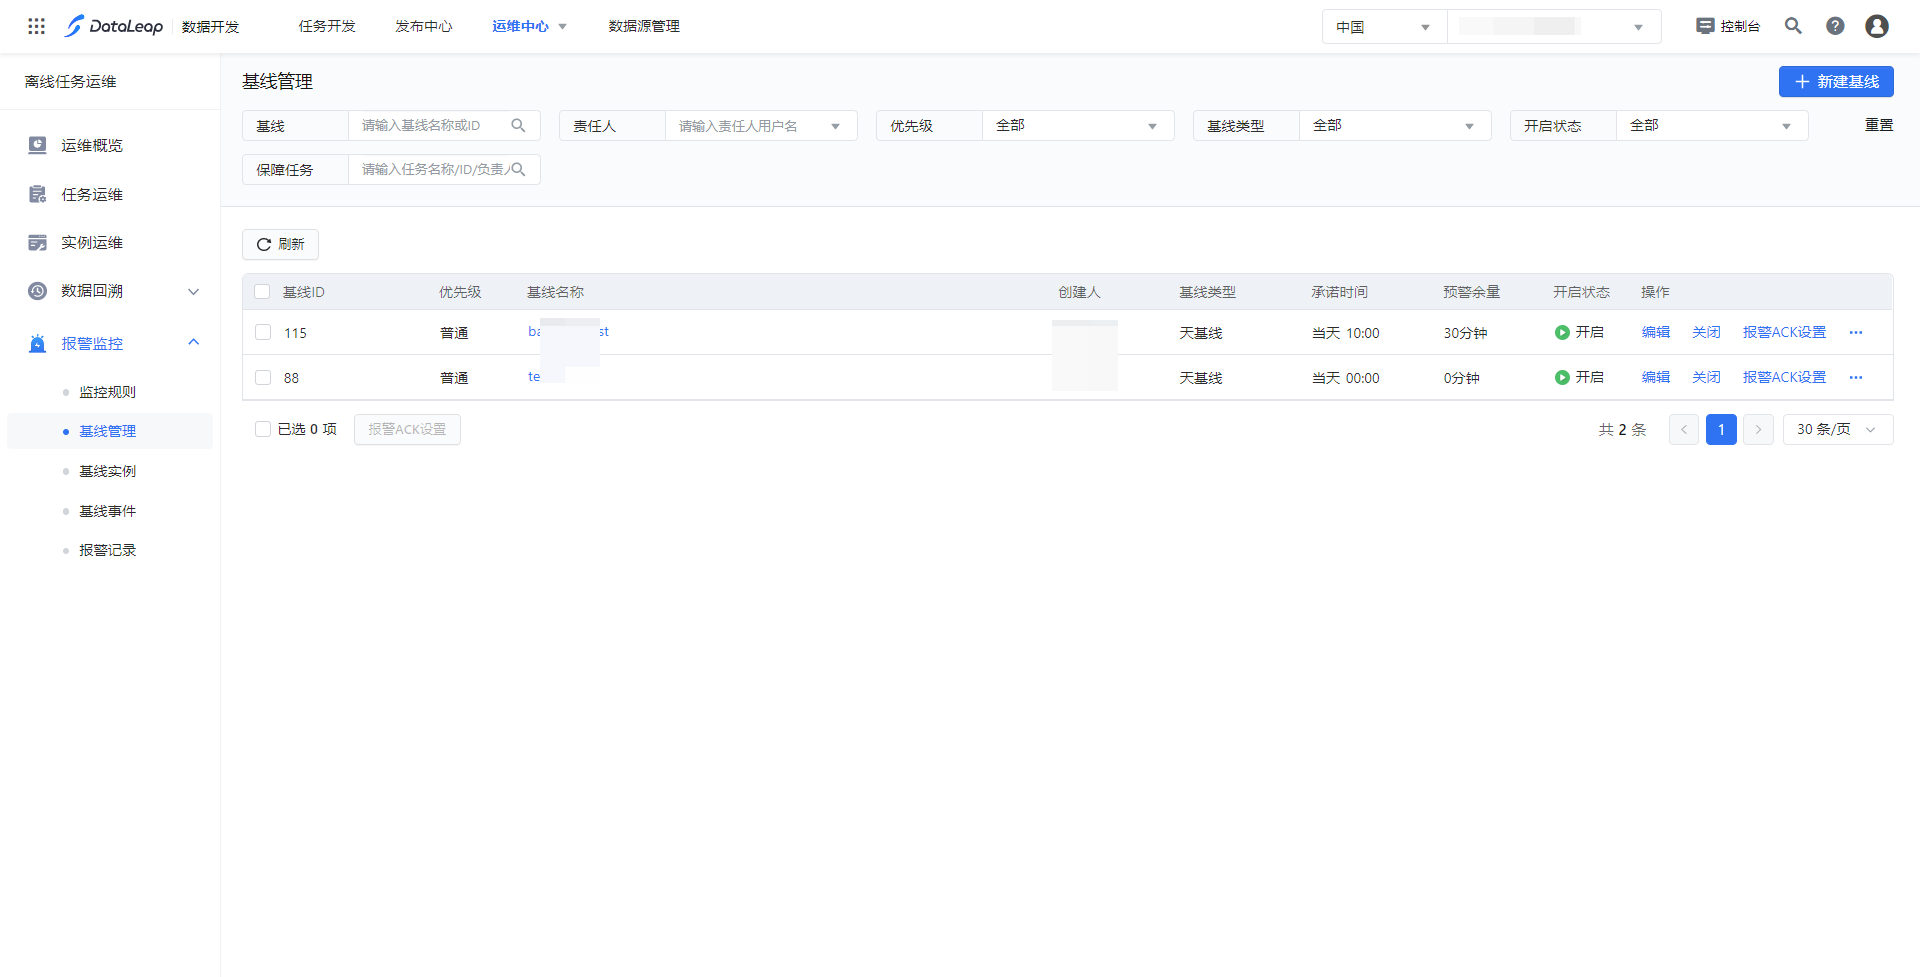 DataLeap 数据开发 任务开发 发布中心 运维中心 数据源管理 中国 控制台
离线任务运维
运维概览
任务运维
实例运维
数据回溯
报警监控
监控规则
基线管理
基线实例
基线事件
报警记录
基线管理 新建基线
基线 请输入基线名称或ID 责任人 请输入责任人用户名 优先级 全部 基线类型 全部 开启状态 全部 重置
保障任务 请输入任务名称/ID/负责
刷新
基线ID 优先级 基线名称 创建人 基线类型 承诺时间 预警余量 开启状态 操作
115 普通 天基线 当天 10:00 30分钟 开启 编辑 关闭 报警ACK设置 ···
88 普通 te 天基线 当天 00:00 0分钟 开启 编辑 关闭 报警ACK设置 ···
已选 0 项 报警ACK设置 共 2 条 1 30 条/页